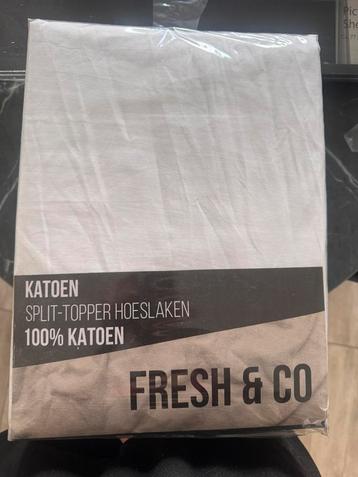 KATOEN
SPLIT-TOPPER HOESLAKEN
100% KATOEN
FRESH & CO